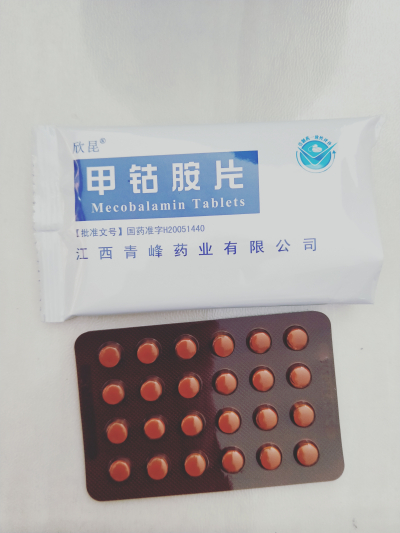 欣昆®
甲钴胺片
Mecobalamin Tablets
【批准文号】国药准字H20051440
江西青峰药业有限公司